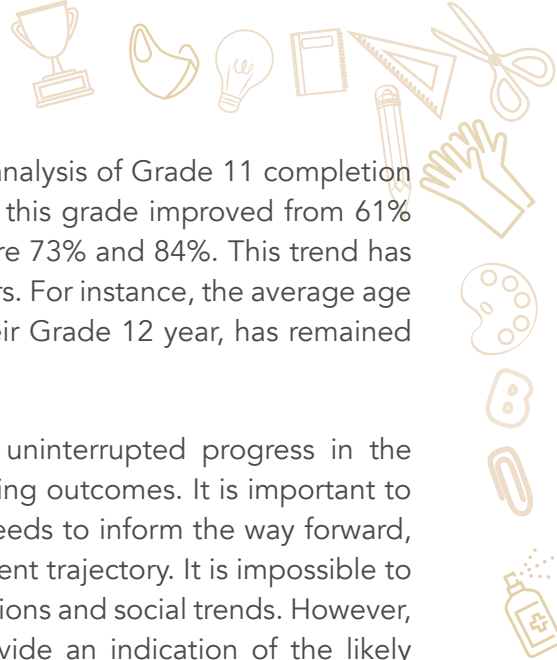 analysis of Grade 11 completion
this grade improved from 61%
re 73% and 84%. This trend has
rs. For instance, the average age
eir Grade 12 year, has remained
uninterrupted progress in the
ing outcomes. It is important to
eeds to inform the way forward,
ent trajectory. It is impossible to
ions and social trends. However,
vide an indication of the likely
B